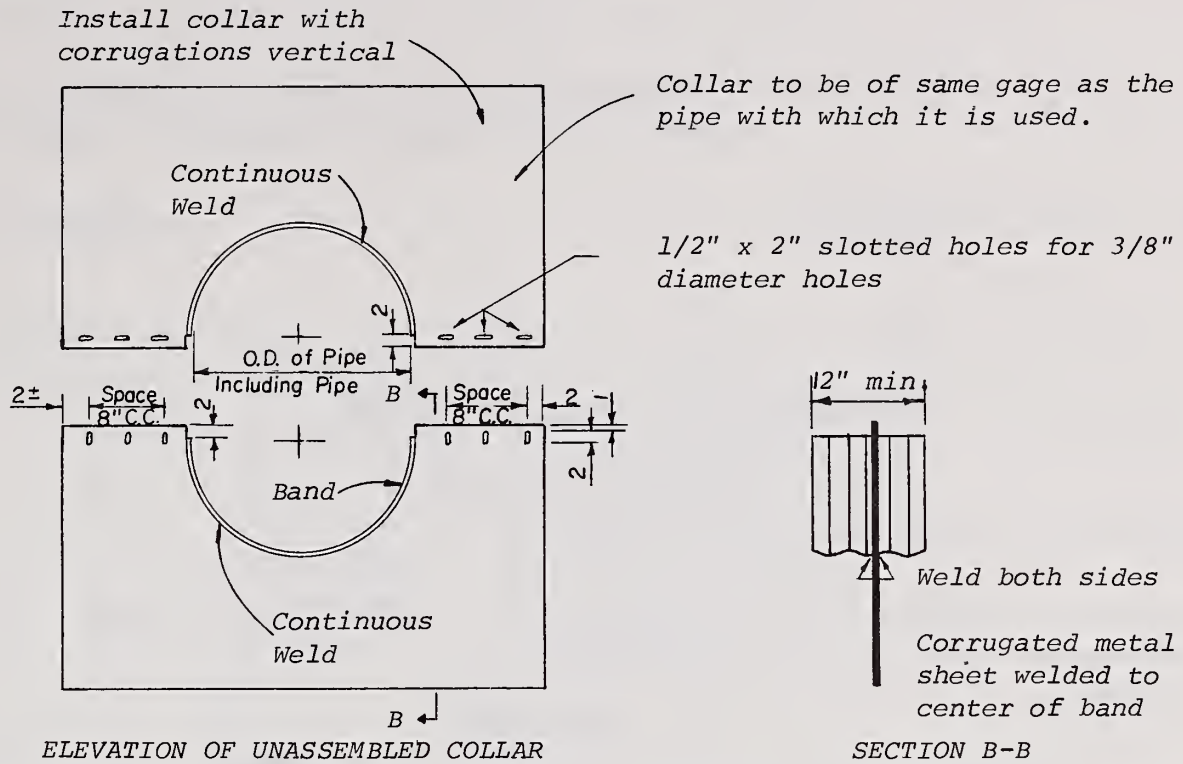 Install collar with
corrugations vertical
Collar to be of same gage as the
pipe with which it is used.
Continuous
Weld
1/2" x 2" slotted holes for 3/8"
diameter holes
2
O.D. of Pipe
Including Pipe
2±
Space
8" C.C.
2
B
Space
8" C.C.
2
1
2
12" min
Band
Continuous
Weld
Weld both sides
Corrugated metal
sheet welded to
center of band
B
ELEVATION OF UNASSEMBLED COLLAR
SECTION B-B